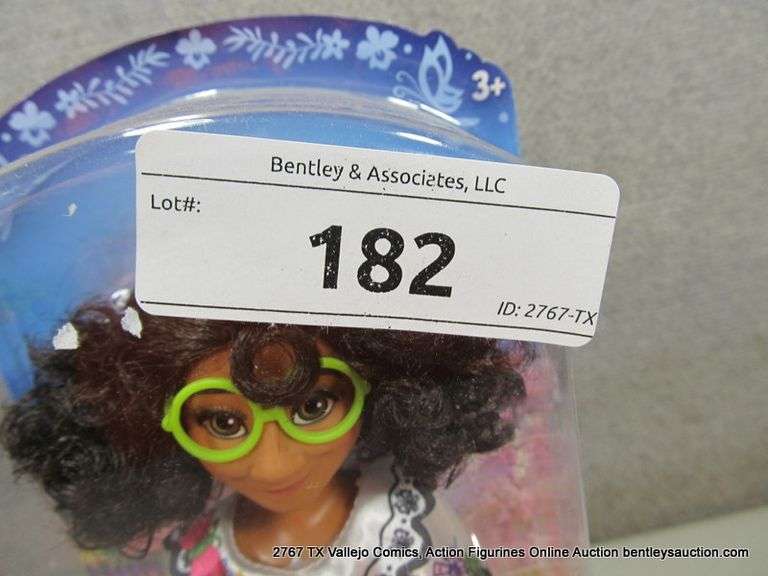 3+
Bentley & Associates, LLC
Lot#:
182
ID: 2767-TX
2767 TX Vallejo Comics, Action Figurines Online Auction bentleysauction.com